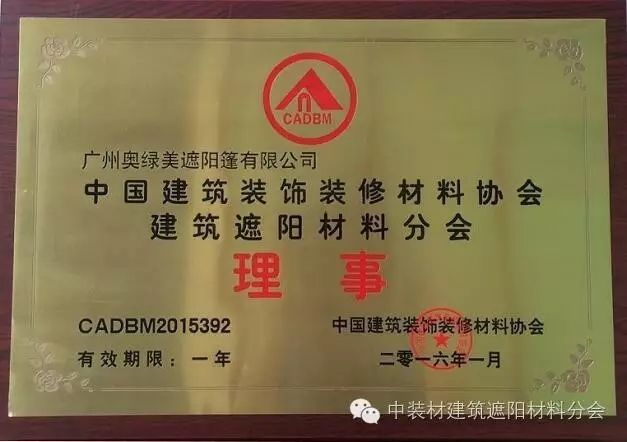 CADBM
广州奥绿美遮阳篷有限公司
中国建筑装饰装修材料协会
建筑遮阳材料分会
理事
CADBM2015392
中国建筑装饰装修材料协会
有效期限：一年
二零一六年一月
中装材建筑遮阳材料分会